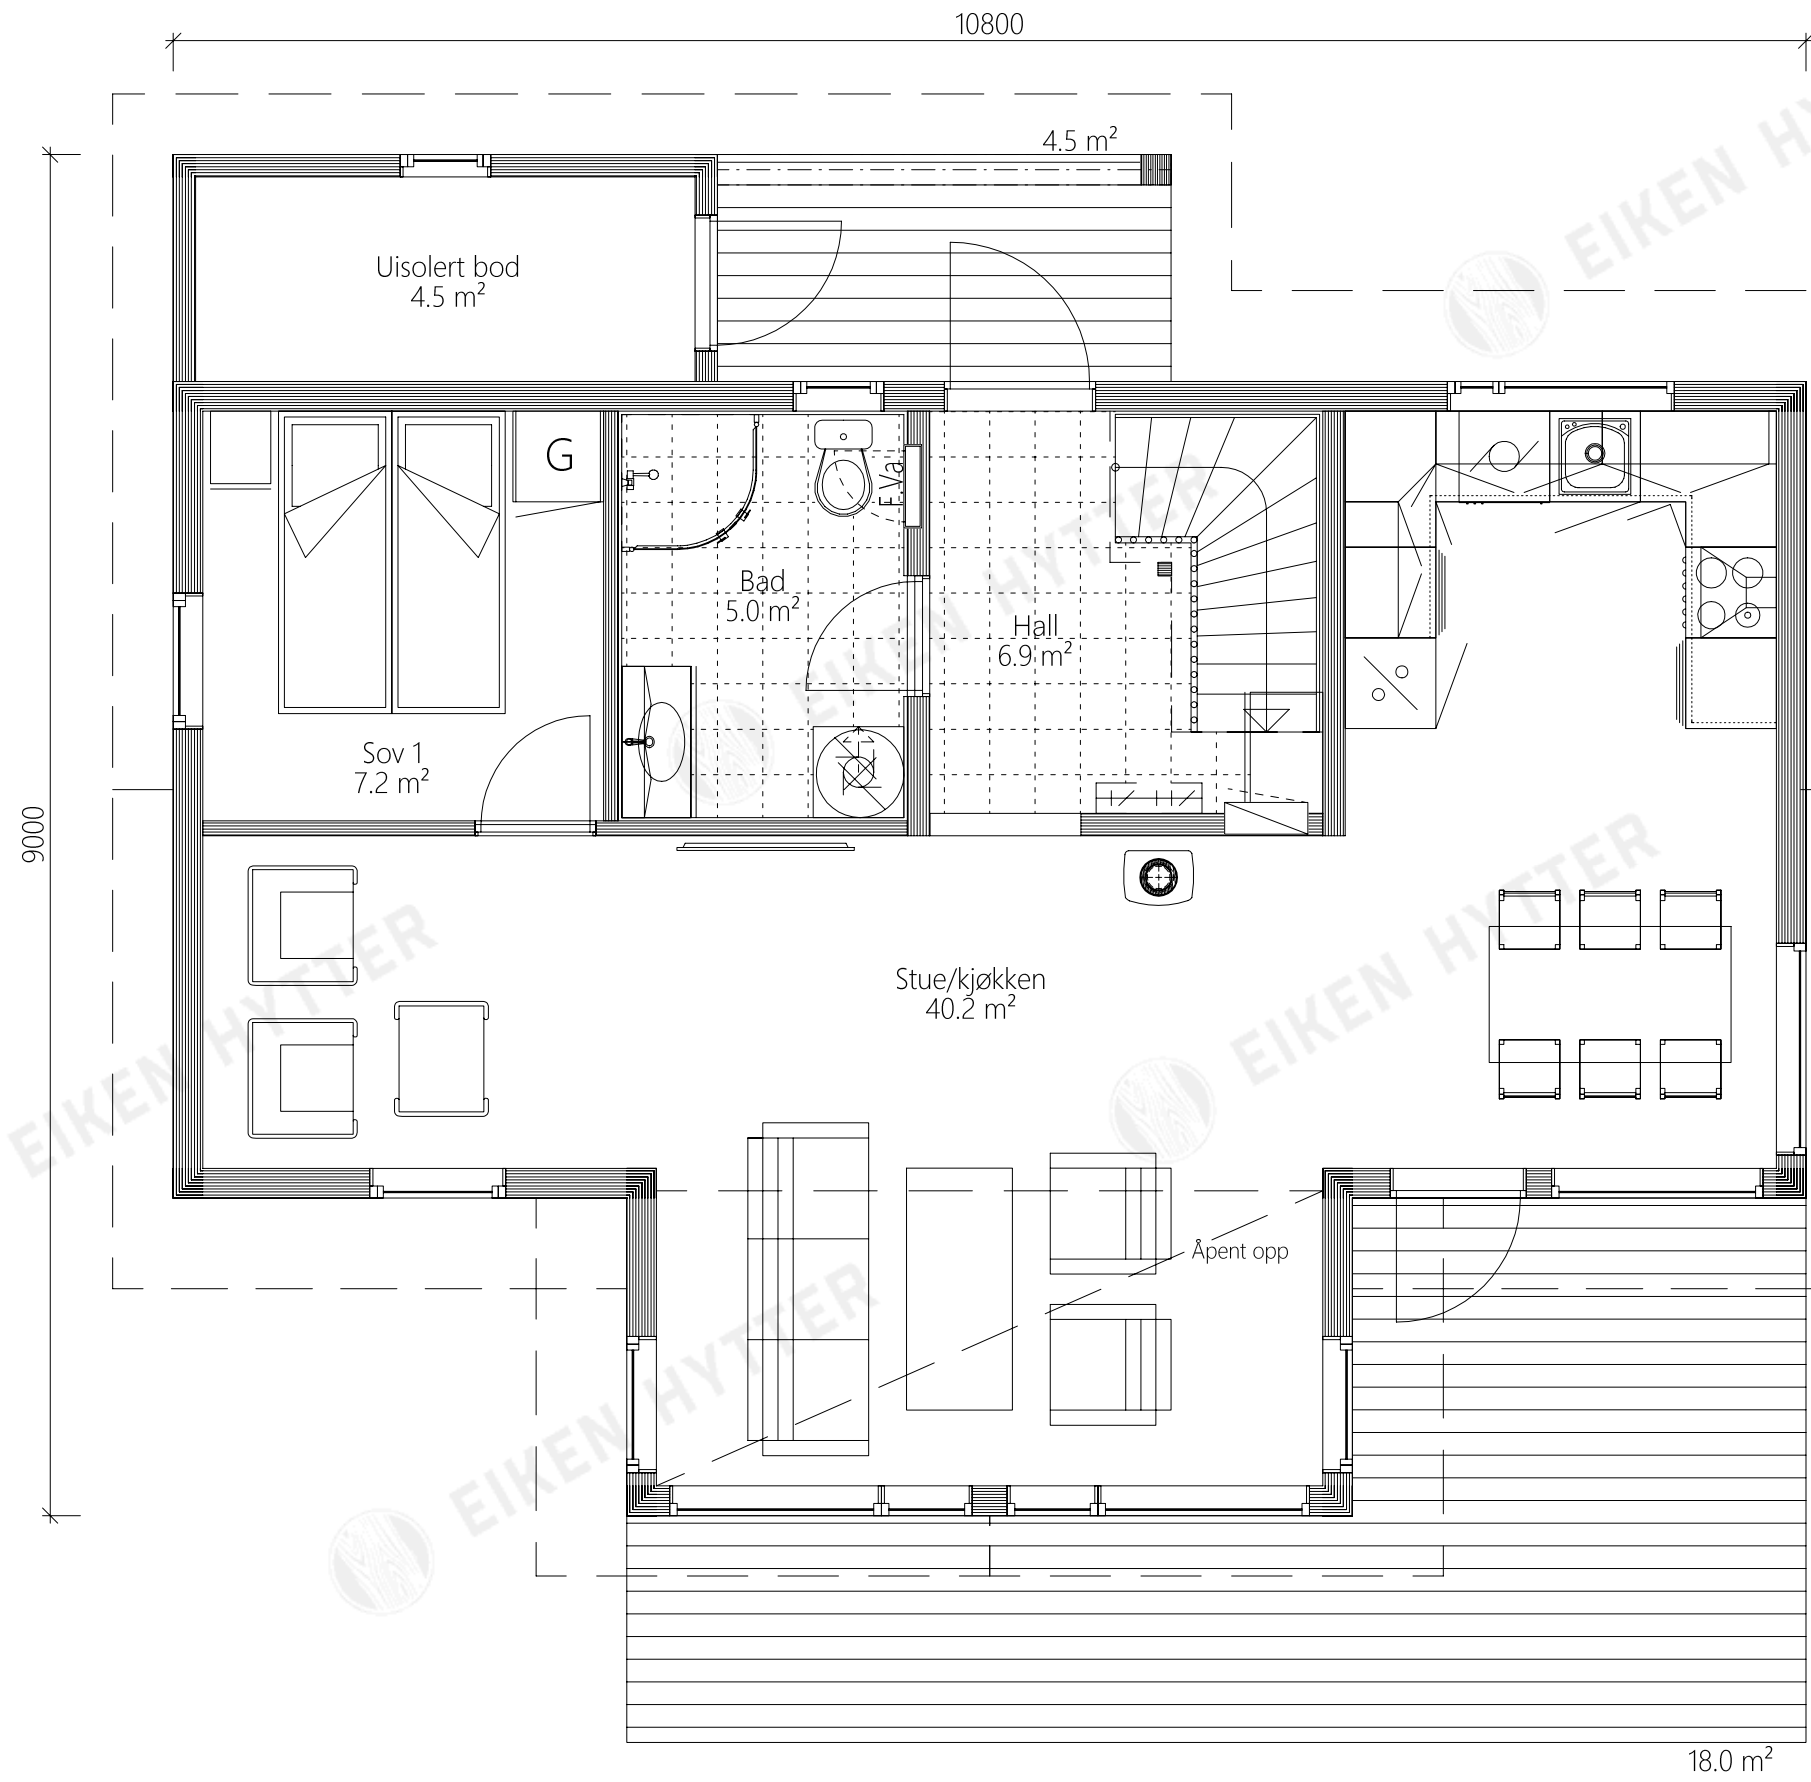 10800
4.5 m²
EIKEN HY
Uisolert bod
4.5 m²
G
F.Va
Bad
5.0 m²
Hall
6.9 m²
EIKEN HYTTER
Sov 1
7.2 m²
9000
Stue/kjøkken
40.2 m²
EIKEN HYTTER
EIKEN HYTTER
Åpent opp
EIKEN HYTTER
18.0 m²